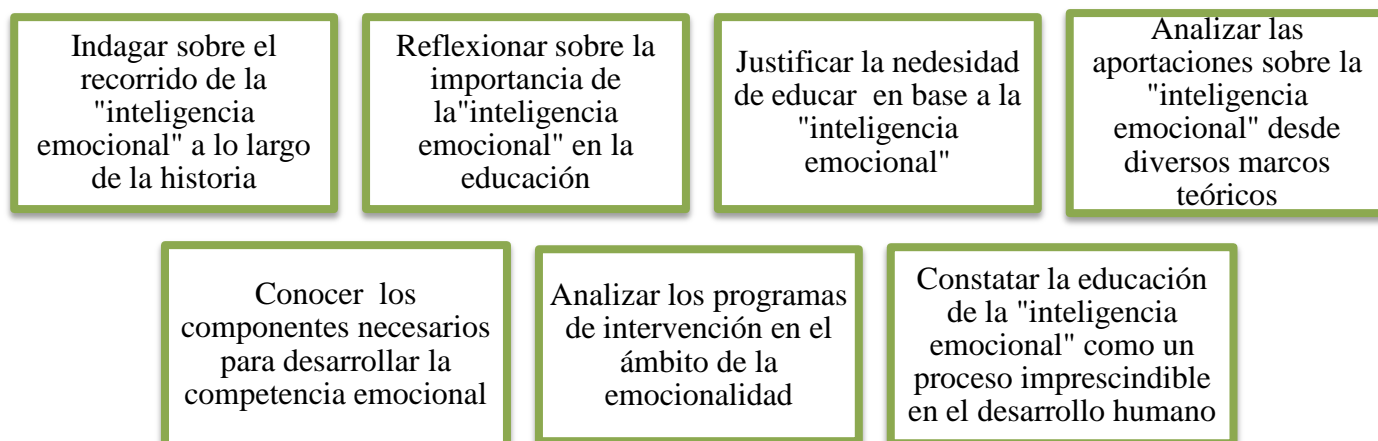 Indagar sobre el
recorrido de la
"inteligencia
emocional" a lo largo
de la historia
Reflexionar sobre la
importancia de
la"inteligencia
emocional" en la
educación
Justificar la nedesidad
de educar  en base a la
"inteligencia
emocional"
Analizar las
aportaciones sobre la
"inteligencia
emocional" desde
diversos marcos
teóricos
Conocer  los
componentes necesarios
para desarrollar la
competencia emocional
Analizar los programas
de intervención en el
ámbito de la
emocionalidad
Constatar la educación
de la "inteligencia
emocional" como un
proceso imprescindible
en el desarrollo humano